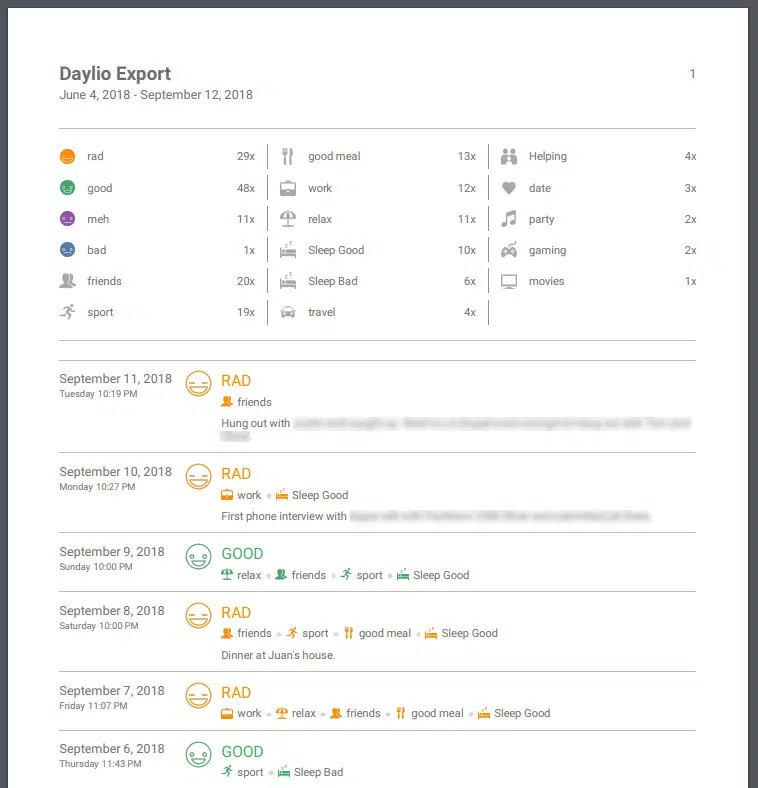 Daylio Export
1
June 4, 2018 - September 12, 2018
rad 29x good meal 13x Helping 4x
good 48x work 12x date 3x
meh 11x relax 11x party 2x
bad 1x Sleep Good 10x gaming 2x
friends 20x Sleep Bad 6x movies 1x
sport 19x travel 4x
September 11, 2018 RAD
Tuesday 10:19 PM
friends
Hung out with
September 10, 2018 RAD
Monday 10:27 PM
work Sleep Good
First phone interview with
September 9, 2018 GOOD
Sunday 10:00 PM
relax friends sport Sleep Good
September 8, 2018 RAD
Saturday 10:00 PM
friends sport good meal Sleep Good
Dinner at Juan's house.
September 7, 2018 RAD
Friday 11:07 PM
work relax friends good meal Sleep Good
September 6, 2018 GOOD
Thursday 11:43 PM
sport Sleep Bad